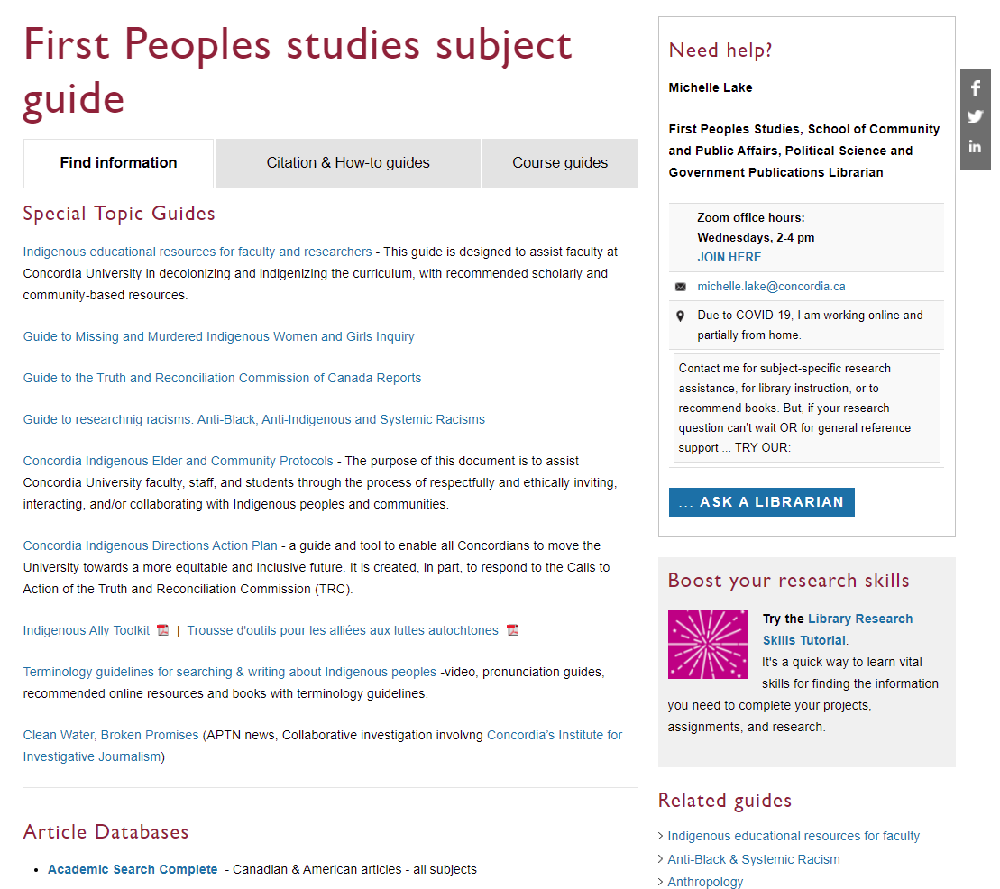 First Peoples studies subject
guide
Find information
Citation & How-to guides
Course guides
Special Topic Guides
Indigenous educational resources for faculty and researchers - This guide is designed to assist faculty at
Concordia University in decolonizing and indigenizing the curriculum, with recommended scholarly and
community-based resources.
Guide to Missing and Murdered Indigenous Women and Girls Inquiry
Guide to the Truth and Reconciliation Commission of Canada Reports
Guide to researchnig racisms: Anti-Black, Anti-Indigenous and Systemic Racisms
Concordia Indigenous Elder and Community Protocols - The purpose of this document is to assist
Concordia University faculty, staff, and students through the process of respectfully and ethically inviting,
interacting, and/or collaborating with Indigenous peoples and communities.
Concordia Indigenous Directions Action Plan - a guide and tool to enable all Concordians to move the
University towards a more equitable and inclusive future. It is created, in part, to respond to the Calls to
Action of the Truth and Reconciliation Commission (TRC).
Indigenous Ally Toolkit | Trousse d'outils pour les alliées aux luttes autochtones
Terminology guidelines for searching & writing about Indigenous peoples -video, pronunciation guides,
recommended online resources and books with terminology guidelines.
Clean Water, Broken Promises (APTN news, Collaborative investigation involvng Concordia's Institute for
Investigative Journalism)
Article Databases
• Academic Search Complete - Canadian & American articles - all subjects
Need help?
Michelle Lake
First Peoples Studies, School of Community
and Public Affairs, Political Science and
Government Publications Librarian
Zoom office hours:
Wednesdays, 2-4 pm
JOIN HERE
michelle.lake@concordia.ca
Due to COVID-19, I am working online and
partially from home.
Contact me for subject-specific research
assistance, for library instruction, or to
recommend books. But, if your research
question can't wait OR for general reference
support ... TRY OUR:
... ASK A LIBRARIAN
Boost your research skills
Try the Library Research
Skills Tutorial.
It's a quick way to learn vital
skills for finding the information
you need to complete your projects,
assignments, and research.
Related guides
> Indigenous educational resources for faculty
> Anti-Black & Systemic Racism
> Anthropology
f
in